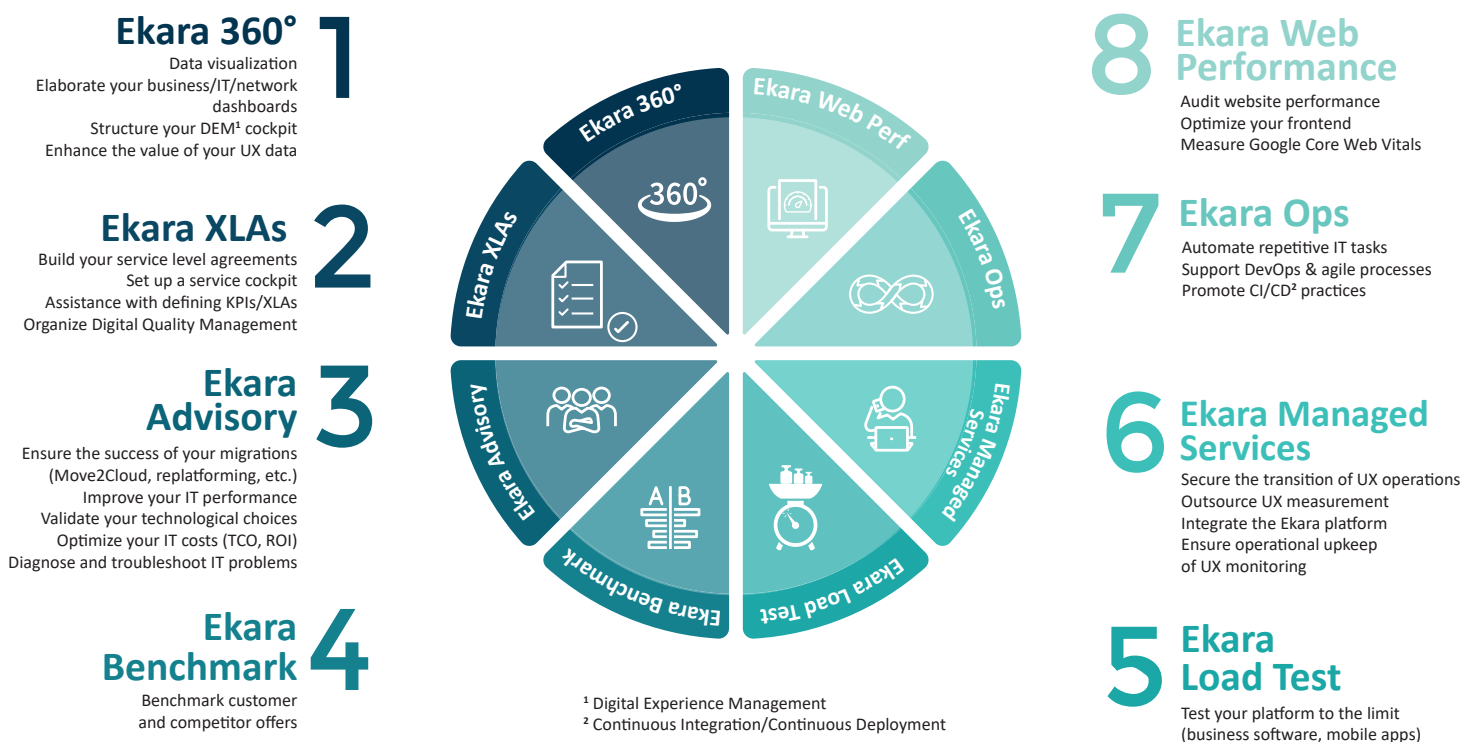 Ekara 360°
1
Data visualization
Elaborate your business/IT/network
dashboards
Structure your DEM¹ cockpit
Enhance the value of your UX data
Ekara XLAs
2
Build your service level agreements
Set up a service cockpit
Assistance with defining KPIs/XLAs
Organize Digital Quality Management
Ekara
Advisory
3
Ensure the success of your migrations
(Move2Cloud, replatforming, etc.)
Improve your IT performance
Validate your technological choices
Optimize your IT costs (TCO, ROI)
Diagnose and troubleshoot IT problems
Ekara
Benchmark
4
Benchmark customer
and competitor offers
Ekara 360°
360°
Ekara Web Perf
Ekara XLAs
Ekara Ops
Ekara Advisory
Ekara Managed
Services
A B
Ekara Benchmark
Ekara Load Test
¹ Digital Experience Management
² Continuous Integration/Continuous Deployment
8
Ekara Web
Performance
Audit website performance
Optimize your frontend
Measure Google Core Web Vitals
7
Ekara Ops
Automate repetitive IT tasks
Support DevOps & agile processes
Promote CI/CD² practices
6
Ekara Managed
Services
Secure the transition of UX operations
Outsource UX measurement
Integrate the Ekara platform
Ensure operational upkeep
of UX monitoring
5
Ekara
Load Test
Test your platform to the limit
(business software, mobile apps)